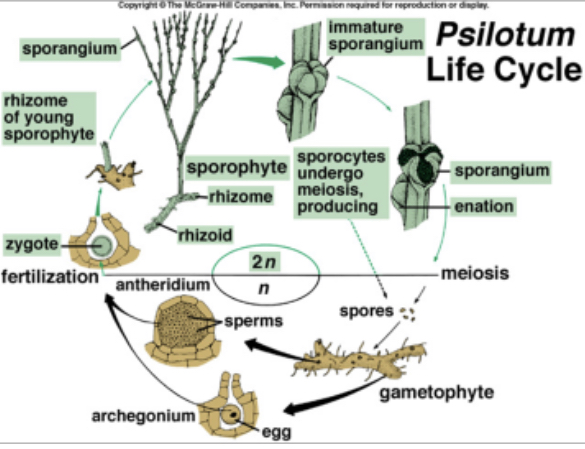 Copyright © The McGraw-Hill Companies, Inc. Permission required for reproduction or display.
Psilotum
Life Cycle
sporangium
immature
sporangium
rhizome
of young
sporophyte
sporophyte
rhizome
rhizoid
sporocytes
undergo
meiosis,
producing
sporangium
enation
zygote
fertilization
2n
n
meiosis
antheridium
sperms
spores
gametophyte
archegonium
egg